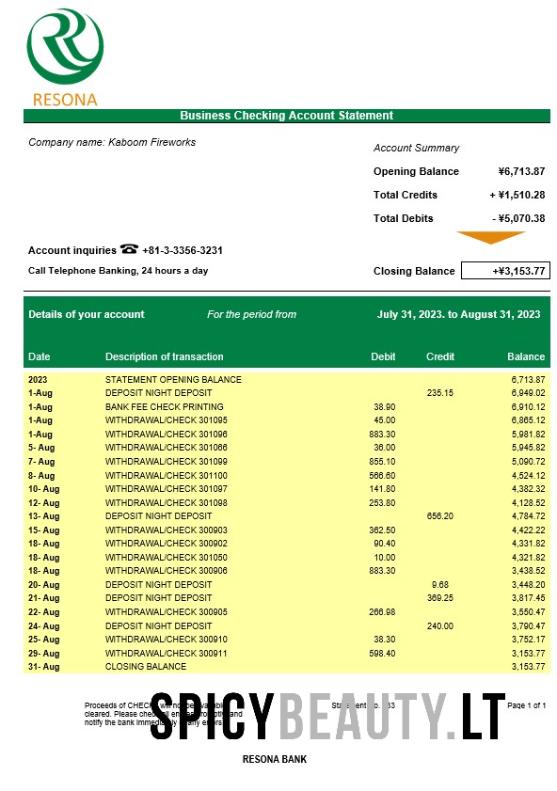 RESONA
Business Checking Account Statement
Company name: Kaboom Fireworks
Account Summary
Opening Balance ¥6,713.87
Total Credits + ¥1,510.28
Total Debits - ¥5,070.38
Account inquiries ☎ +81-3-3356-3231
Call Telephone Banking, 24 hours a day
Closing Balance +¥3,153.77
Details of your account For the period from July 31, 2023. to August 31, 2023
Date Description of transaction Debit Credit Balance
2023 STATEMENT OPENING BALANCE 6,713.87
1-Aug DEPOSIT NIGHT DEPOSIT 235.15 6,949.02
1-Aug BANK FEE CHECK PRINTING 38.90 6,910.12
1-Aug WITHDRAWAL/CHECK 301095 45.00 6,865.12
1-Aug WITHDRAWAL/CHECK 301096 883.30 5,981.82
5- Aug WITHDRAWAL/CHECK 301066 36.00 5,945.82
7- Aug WITHDRAWAL/CHECK 301099 855.10 5,090.72
8- Aug WITHDRAWAL/CHECK 301100 566.60 4,524.12
10- Aug WITHDRAWAL/CHECK 301097 141.80 4,382.32
12- Aug WITHDRAWAL/CHECK 301098 253.80 4,128.52
13- Aug DEPOSIT NIGHT DEPOSIT 656.20 4,784.72
15- Aug WITHDRAWAL/CHECK 300903 362.50 4,422.22
18- Aug WITHDRAWAL/CHECK 300902 90.40 4,331.82
18- Aug WITHDRAWAL/CHECK 301050 10.00 4,321.82
18- Aug WITHDRAWAL/CHECK 300906 883.30 3,438.52
20- Aug DEPOSIT NIGHT DEPOSIT 9.68 3,448.20
21- Aug DEPOSIT NIGHT DEPOSIT 369.25 3,817.45
22- Aug WITHDRAWAL/CHECK 300905 266.98 3,550.47
24- Aug DEPOSIT NIGHT DEPOSIT 240.00 3,790.47
25- Aug WITHDRAWAL/CHECK 300910 38.30 3,752.17
29- Aug WITHDRAWAL/CHECK 300911 598.40 3,153.77
31- Aug CLOSING BALANCE 3,153.77
Proceeds of will Page 1 of 1
cleared. Please and
notify the bank any
SPICYBEAUTY.LT
RESONA BANK